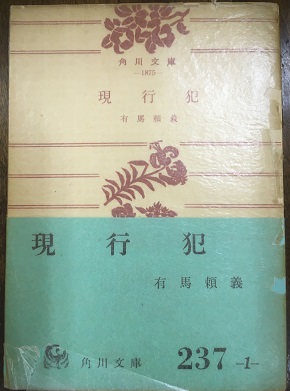 角川文庫
—1875—
現行犯
有馬頼義
現行犯
有馬頼義
角川文庫 237 —1—